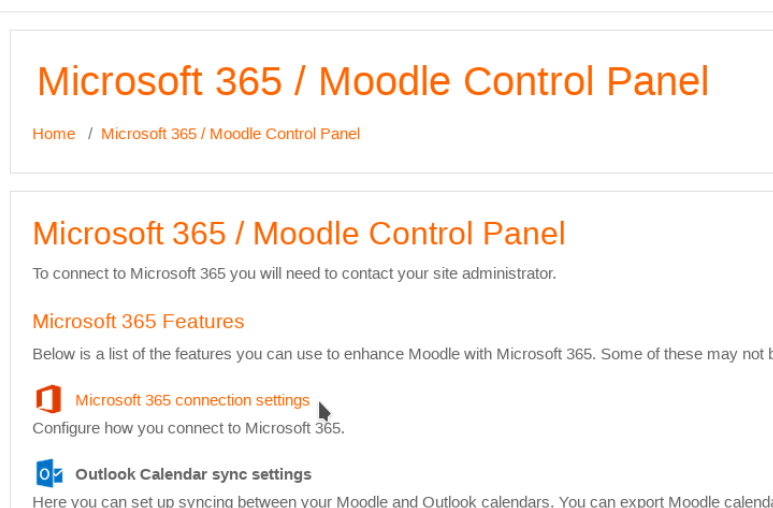 Microsoft 365 / Moodle Control Panel
Home / Microsoft 365 / Moodle Control Panel
Microsoft 365 / Moodle Control Panel
To connect to Microsoft 365 you will need to contact your site administrator.
Microsoft 365 Features
Below is a list of the features you can use to enhance Moodle with Microsoft 365. Some of these may not
Microsoft 365 connection settings
Configure how you connect to Microsoft 365.
Outlook Calendar sync settings
Here you can set up syncing between your Moodle and Outlook calendars. You can export Moodle